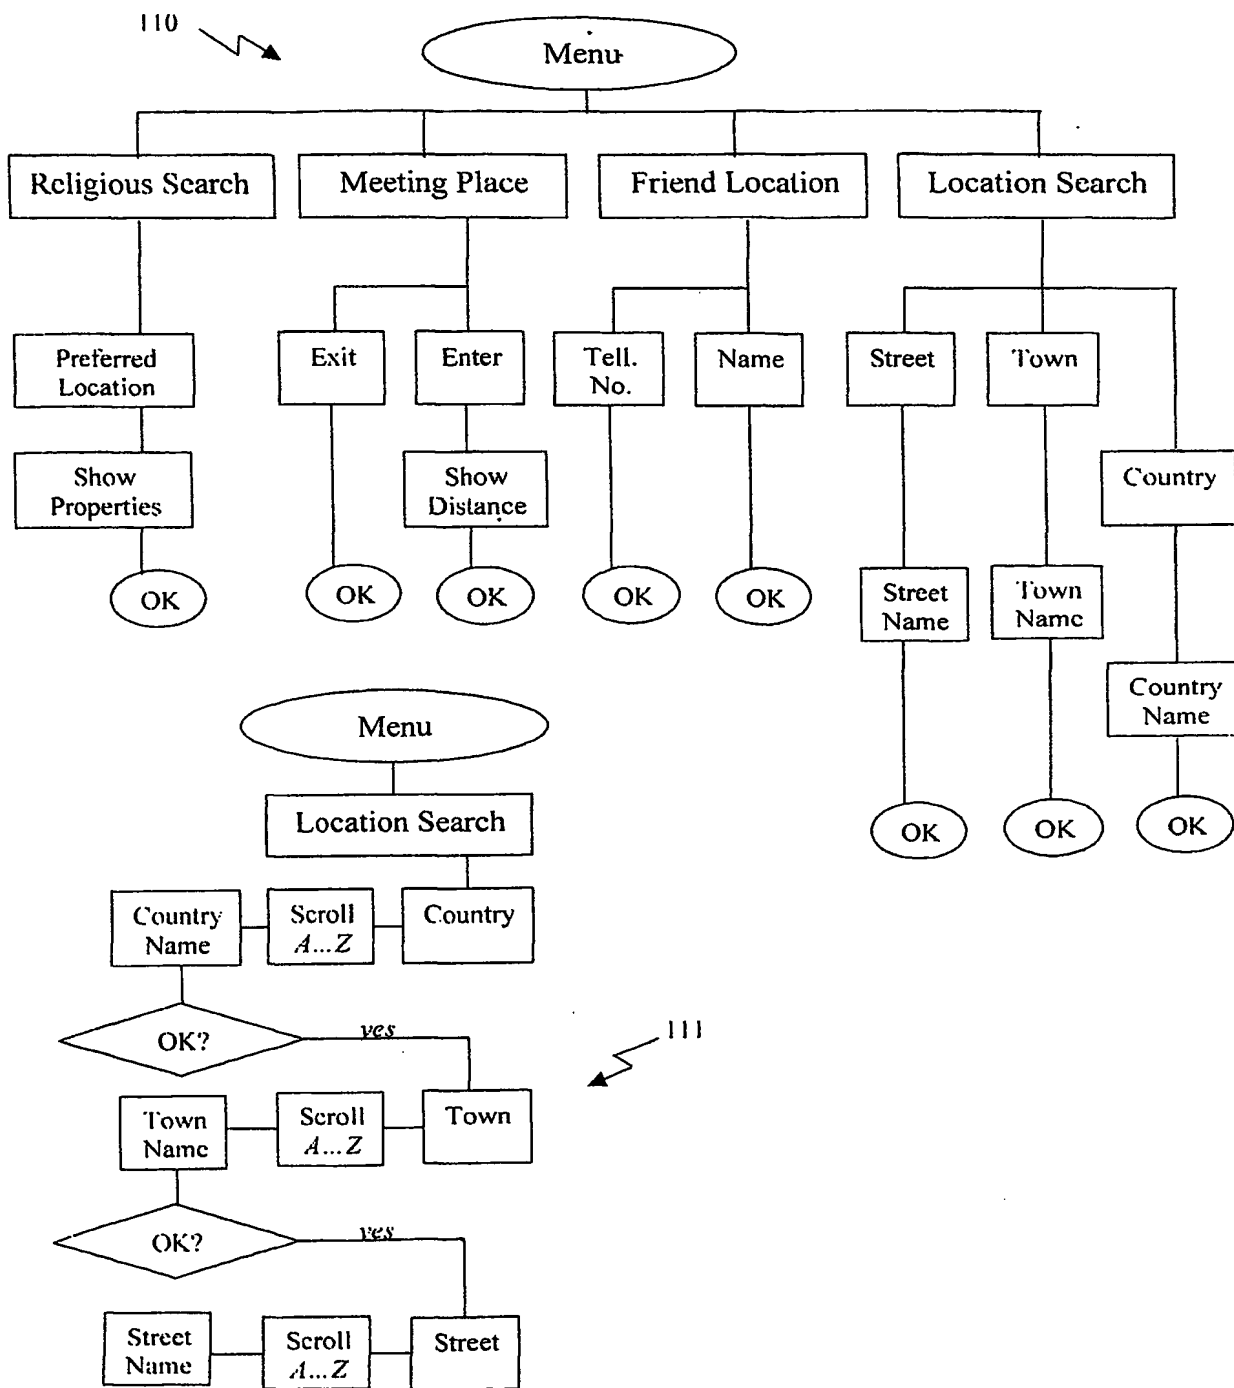 110
Menu
Religious Search
Meeting Place
Friend Location
Location Search
Preferred
Location
Exit
Enter
Tell.
No.
Name
Street
Town
Show
Properties
Show
Distance
Country
OK
OK
OK
OK
OK
Street
Name
Town
Name
Country
Name
OK
OK
OK
Menu
Location Search
Country
Name
Scroll
A...Z
Country
OK?
yes
111
Town
Name
Scroll
A...Z
Town
OK?
yes
Street
Name
Scroll
A...Z
Street